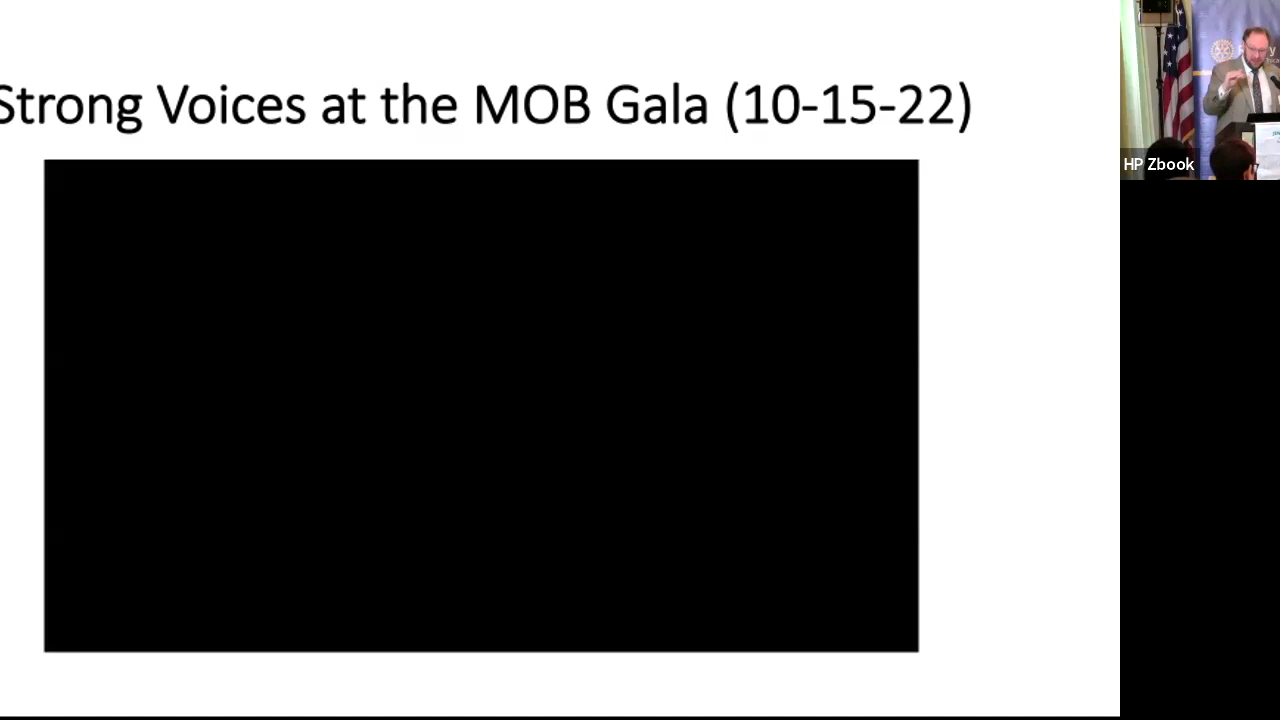 Strong Voices at the MOB Gala (10-15-22)
HP Zbook